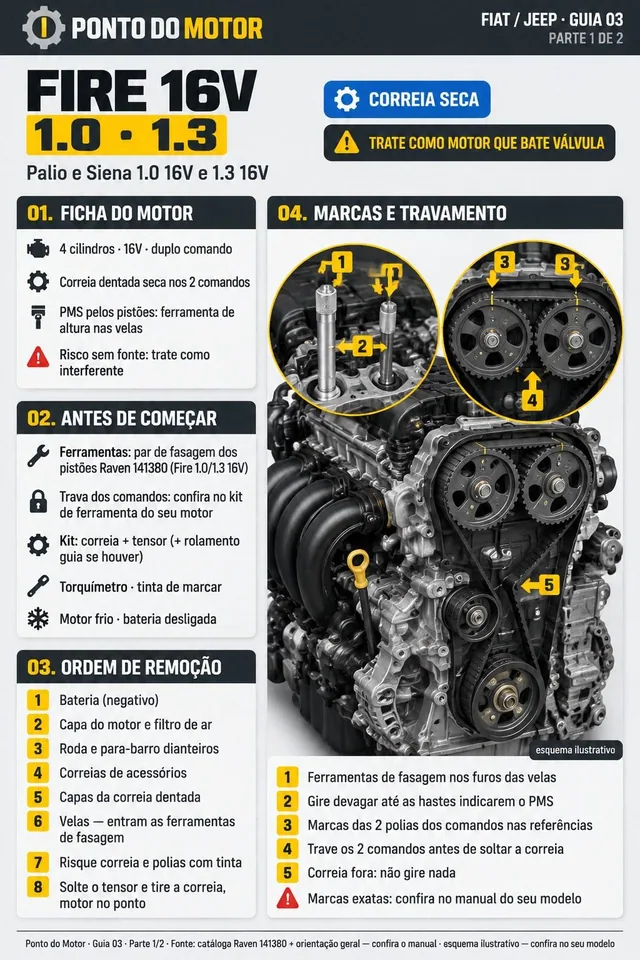 PONTO DO MOTOR
FIAT / JEEP · GUIA 03
PARTE 1 DE 2
FIRE 16V
1.0 · 1.3
Palio e Siena 1.0 16V e 1.3 16V
CORREIA SECA
TRATE COMO MOTOR QUE BATE VÁLVULA
01. FICHA DO MOTOR
4 cilindros · 16V · duplo comando
Correia dentada seca nos 2 comandos
PMS pelos pistões: ferramenta de
altura nas velas
Risco sem fonte: trate como
interferente
02. ANTES DE COMEÇAR
Ferramentas: par de fasagem dos
pistões Raven 141380 (Fire 1.0/1.3 16V)
Trava dos comandos: confira no kit
de ferramenta do seu motor
Kit: correia + tensor (+ rolamento
guia se houver)
Torquímetro · tinta de marcar
Motor frio · bateria desligada
03. ORDEM DE REMOÇÃO
1 Bateria (negativo)
2 Capa do motor e filtro de ar
3 Roda e para-barro dianteiros
4 Correias de acessórios
5 Capas da correia dentada
6 Velas — entram as ferramentas
de fasagem
7 Risque correia e polias com tinta
8 Solte o tensor e tire a correia,
motor no ponto
04. MARCAS E TRAVAMENTO
1
2
3
3
4
5
esquema ilustrativo
1 Ferramentas de fasagem nos furos das velas
2 Gire devagar até as hastes indicarem o PMS
3 Marcas das 2 polias dos comandos nas referências
4 Trave os 2 comandos antes de soltar a correia
5 Correia fora: não gire nada
Marcas exatas: confira no manual do seu modelo
Ponto do Motor · Guia 03 · Parte 1/2 · Fonte: catáloga Raven 141380 + orientação geral — confira o manual · esquema ilustrativo — confira no seu modelo